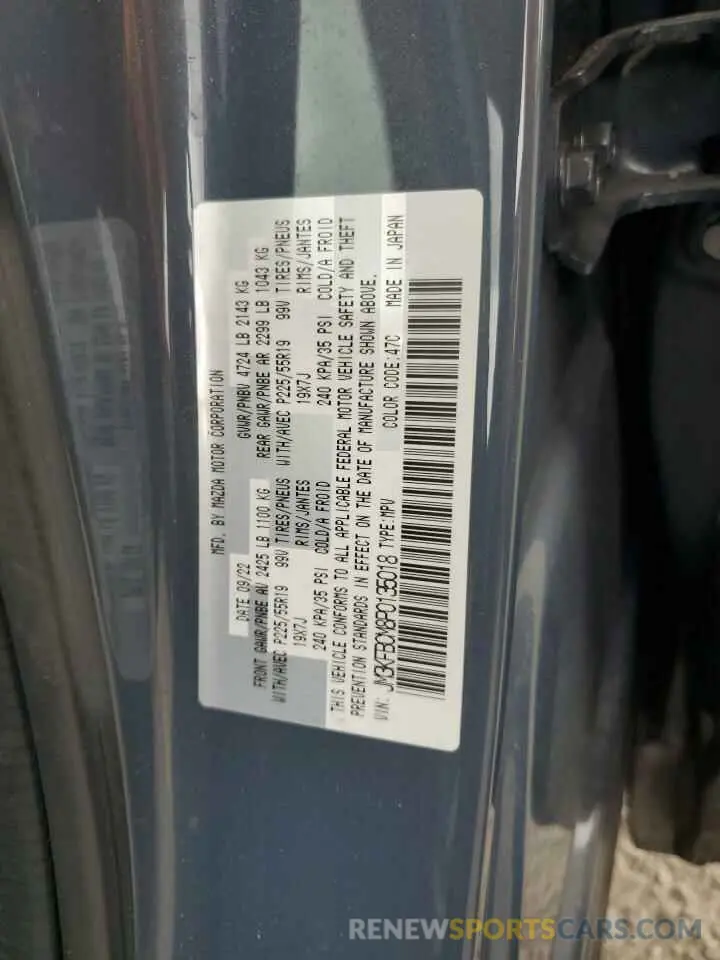 MFD. BY MAZDA MOTOR CORPORATION
DATE 09/22 GVWR/PNBV 4724 LB 2143 KG
FRONT GAWR/PNBE AV 2425 LB 1100 KG REAR GAWR/PNBE AR 2299 LB 1043 KG
WITH/AVEC P225/55R19 99V TIRES/PNEUS WITH/AVEC P225/55R19 99V TIRES/PNEUS
19X7J RIMS/JANTES 19X7J RIMS/JANTES
240 KPA/35 PSI COLD/A FROID 240 KPA/35 PSI COLD/A FROID
THIS VEHICLE CONFORMS TO ALL APPLICABLE FEDERAL MOTOR VEHICLE SAFETY AND THEFT
PREVENTION STANDARDS IN EFFECT ON THE DATE OF MANUFACTURE SHOWN ABOVE.
VIN: JM3KFBCM8P0135018 TYPE:MPV COLOR CODE:47C MADE IN JAPAN
RENEWSPORTSCARS.COM